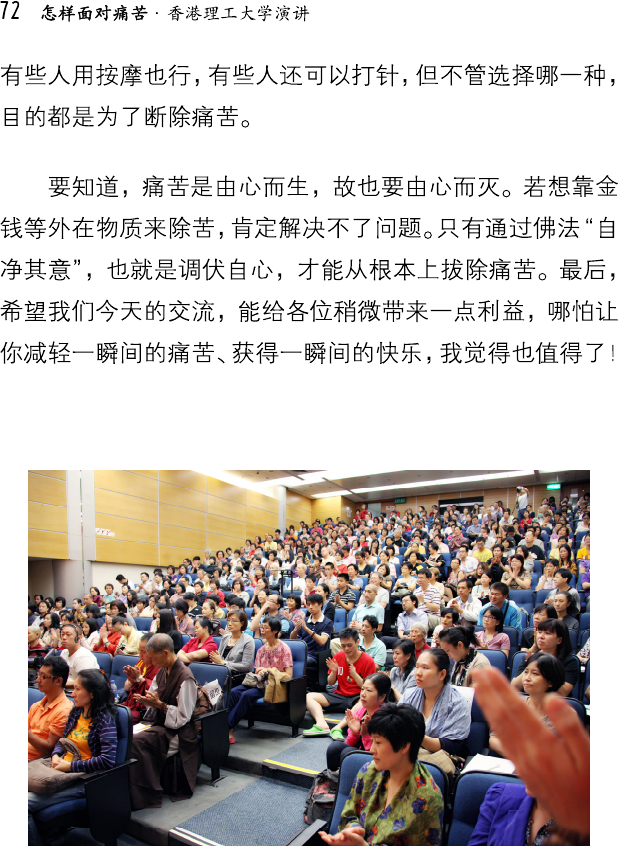 72 怎样面对痛苦·香港理工大学演讲
有些人用按摩也行，有些人还可以打针，但不管选择哪一种，
目的都是为了断除痛苦。
要知道，痛苦是由心而生，故也要由心而灭。若想靠金
钱等外在物质来除苦，肯定解决不了问题。只有通过佛法“自
净其意”，也就是调伏自心，才能从根本上拔除痛苦。最后，
希望我们今天的交流，能给各位稍微带来一点利益，哪怕让
你减轻一瞬间的痛苦、获得一瞬间的快乐，我觉得也值得了！